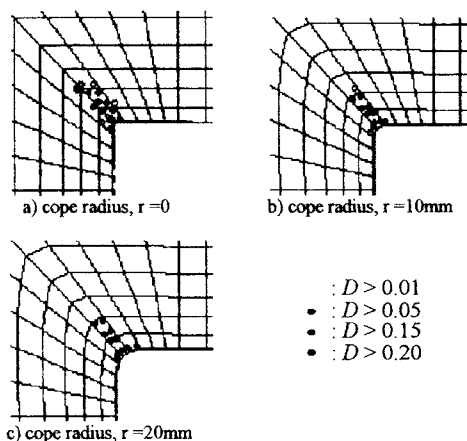 a) cope radius, r =0
b) cope radius, r =10mm
c) cope radius, r =20mm
: D > 0.01
• : D > 0.05
• : D > 0.15
• : D > 0.20